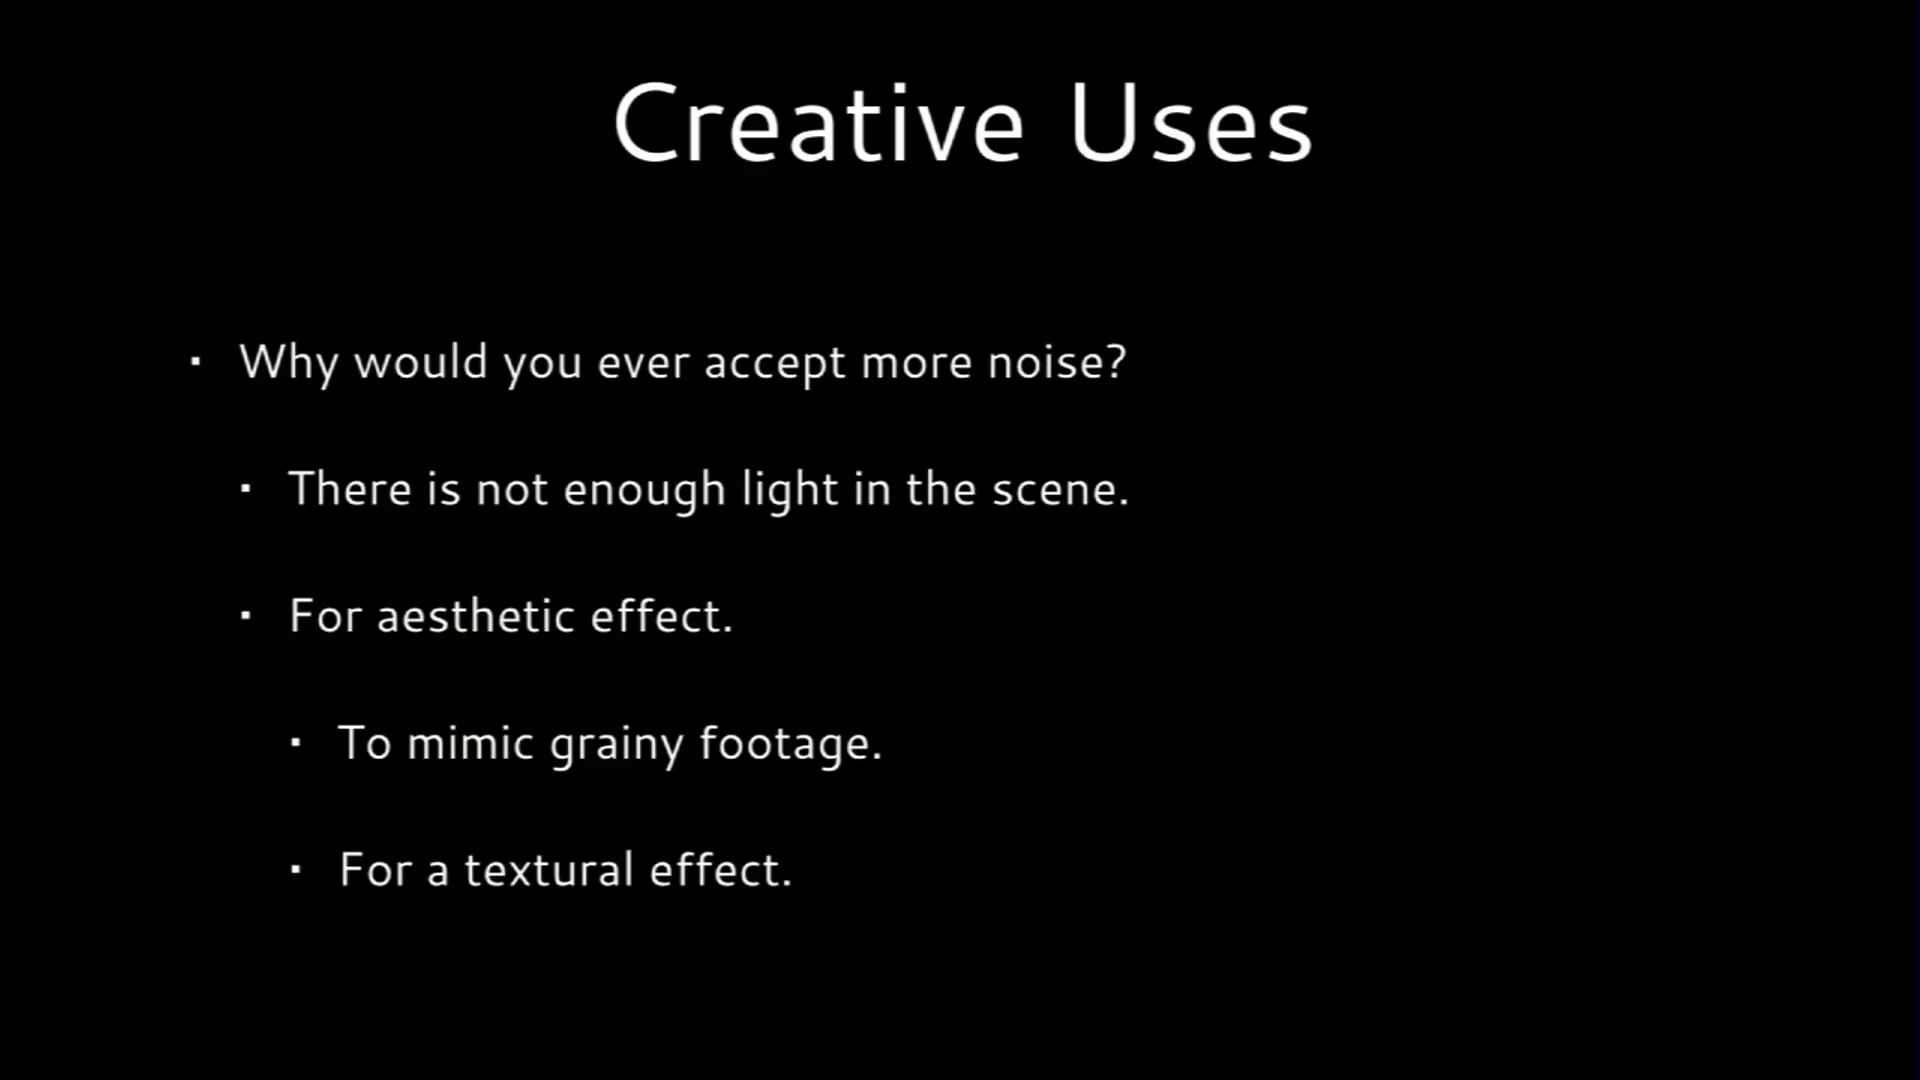 Creative Uses
▪ Why would you ever accept more noise?
▪ There is not enough light in the scene.
▪ For aesthetic effect.
▪ To mimic grainy footage.
▪ For a textural effect.